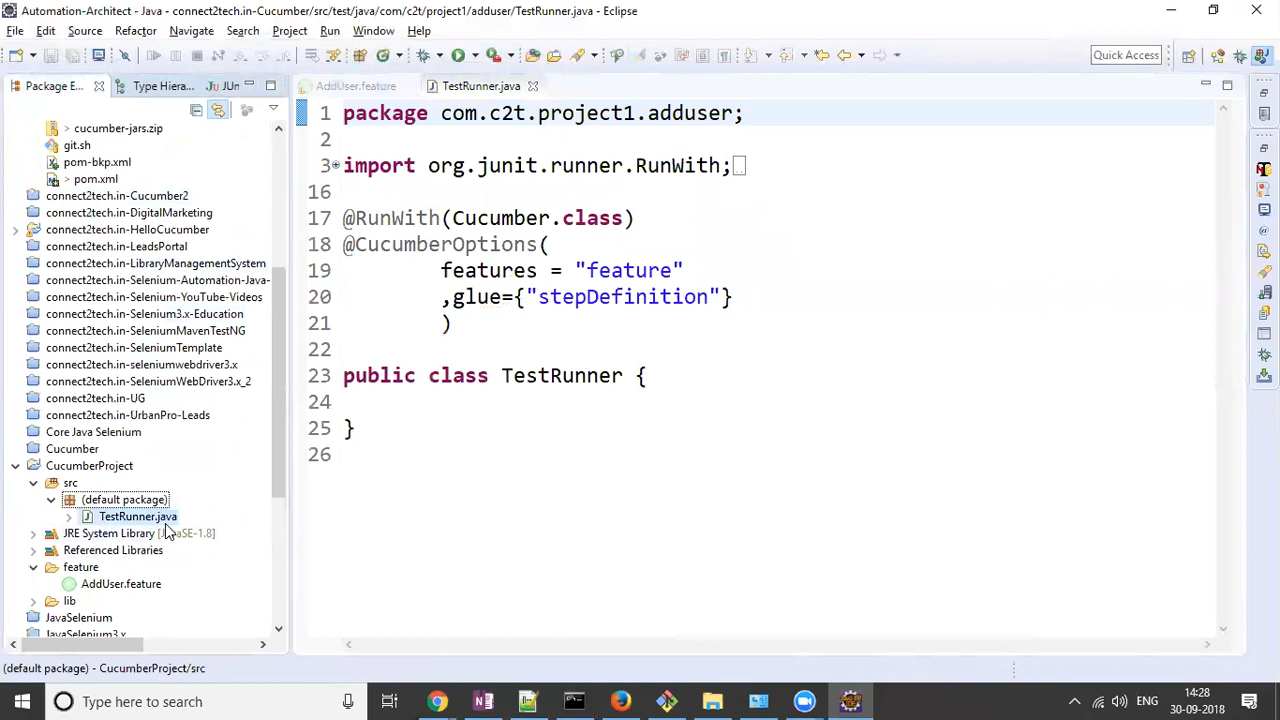 Automation-Architect - Java - connect2tech.in-Cucumber/src/test/java/com/c2t/project1/adduser/TestRunner.java - Eclipse
File Edit Source Refactor Navigate Search Project Run Window Help
Quick Access
Package E... Type Hiera... JUn
AddUser.feature TestRunner.java
cucumber-jars.zip
git.sh
pom-bkp.xml
pom.xml
connect2tech.in-Cucumber2
connect2tech.in-DigitalMarketing
connect2tech.in-HelloCucumber
connect2tech.in-LeadsPortal
connect2tech.in-LibraryManagementSystem
connect2tech.in-Selenium-Automation-Java-
connect2tech.in-Selenium-YouTube-Videos
connect2tech.in-Selenium3.x-Education
connect2tech.in-SeleniumMavenTestNG
connect2tech.in-SeleniumTemplate
connect2tech.in-seleniumwebdriver3.x
connect2tech.in-SeleniumWebDriver3.x_2
connect2tech.in-UG
connect2tech.in-UrbanPro-Leads
Core Java Selenium
Cucumber
CucumberProject
src
(default package)
TestRunner.java
JRE System Library [JavaSE-1.8]
Referenced Libraries
feature
AddUser.feature
lib
JavaSelenium
JavaSelenium3.x
1 package com.c2t.project1.adduser;
2
3 import org.junit.runner.RunWith;
16
17 @RunWith(Cucumber.class)
18 @CucumberOptions(
19 features = "feature"
20 ,glue={"stepDefinition"}
21 )
22
23 public class TestRunner {
24
25 }
26
(default package) - CucumberProject/src
Type here to search
ENG
14:28
30-09-2018